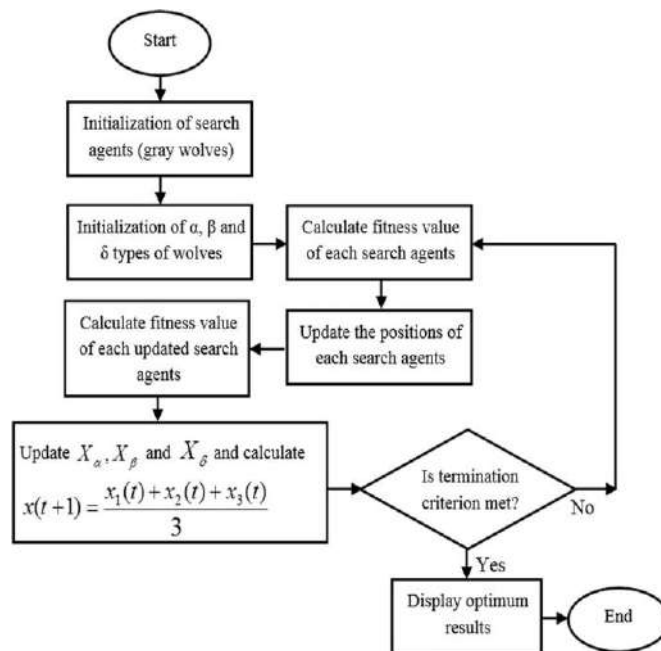 Start
Initialization of search
agents (gray wolves)
Initialization of α, β and
δ types of wolves
Calculate fitness value
of each search agents
Update the positions of
each search agents
Calculate fitness value
of each updated search
agents
Update X_α, X_β and X_δ and calculate
x(t+1) = (x_1(t) + x_2(t) + x_3(t)) / 3
Is termination
criterion met?
No
Yes
Display optimum
results
End